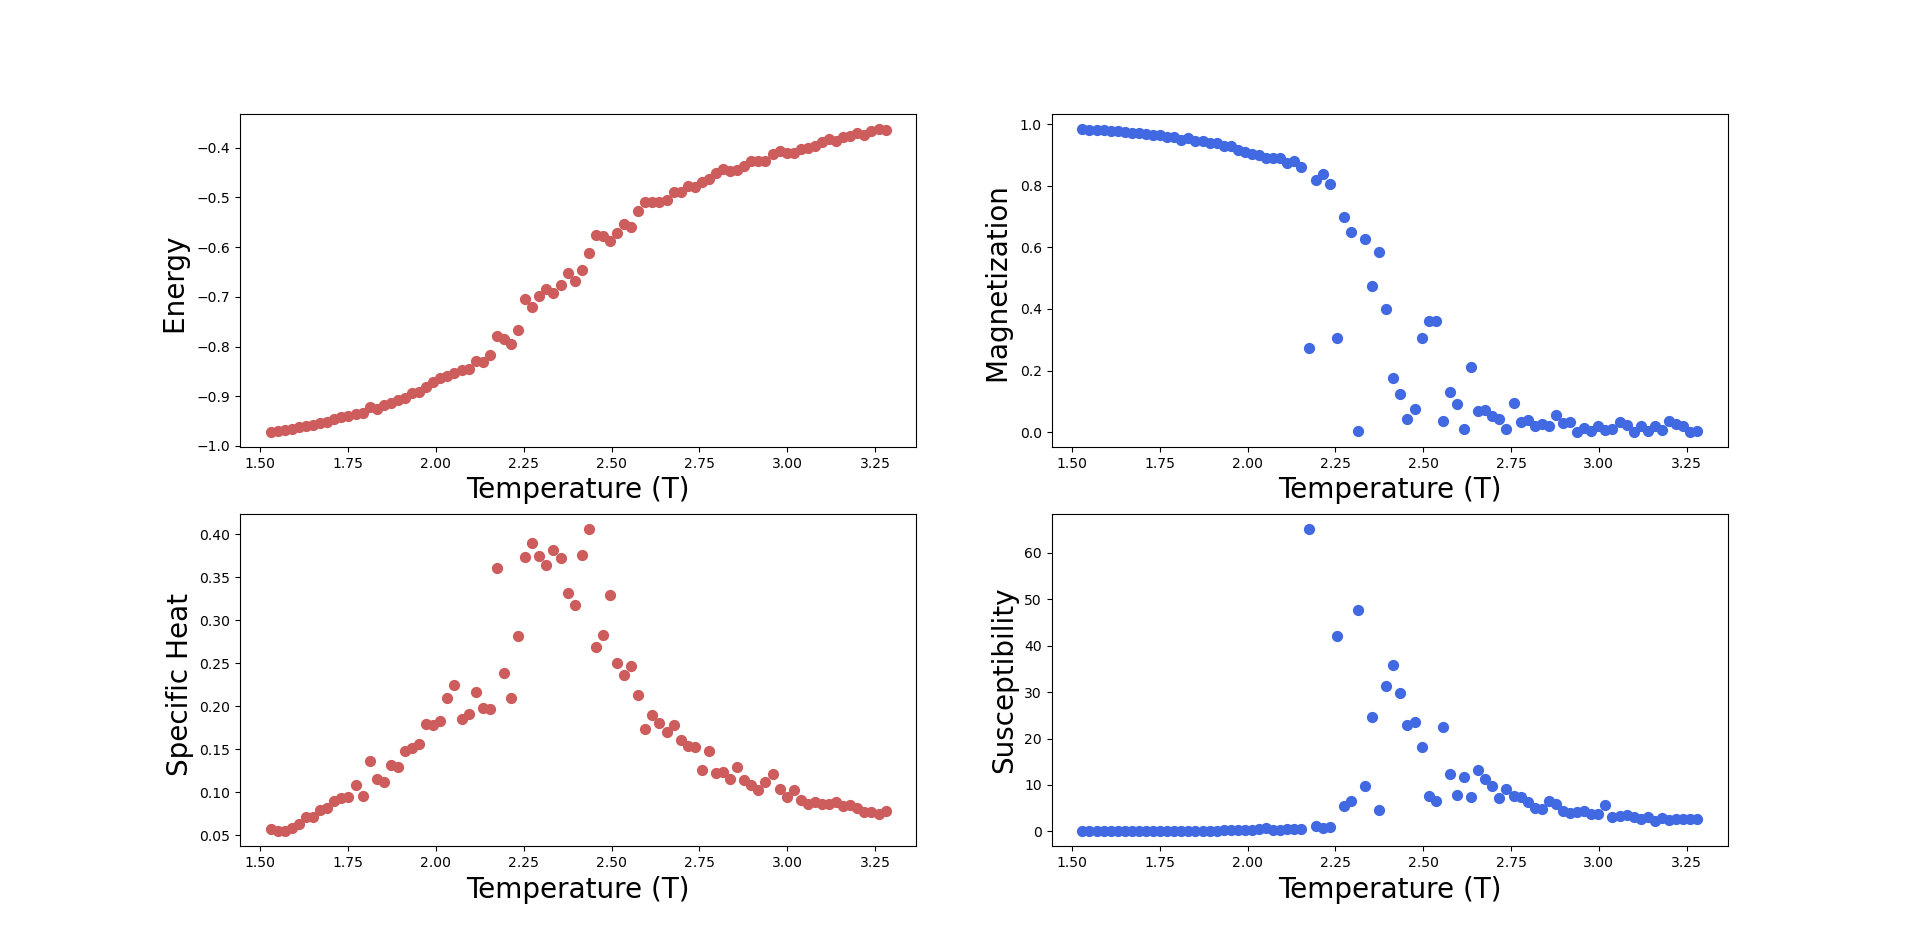 Energy
−0.4
−0.5
−0.6
−0.7
−0.8
−0.9
−1.0
1.50 1.75 2.00 2.25 2.50 2.75 3.00 3.25
Temperature (T)
Magnetization
1.0
0.8
0.6
0.4
0.2
0.0
1.50 1.75 2.00 2.25 2.50 2.75 3.00 3.25
Temperature (T)
Specific Heat
0.40
0.35
0.30
0.25
0.20
0.15
0.10
0.05
1.50 1.75 2.00 2.25 2.50 2.75 3.00 3.25
Temperature (T)
Susceptibility
60
50
40
30
20
10
0
1.50 1.75 2.00 2.25 2.50 2.75 3.00 3.25
Temperature (T)